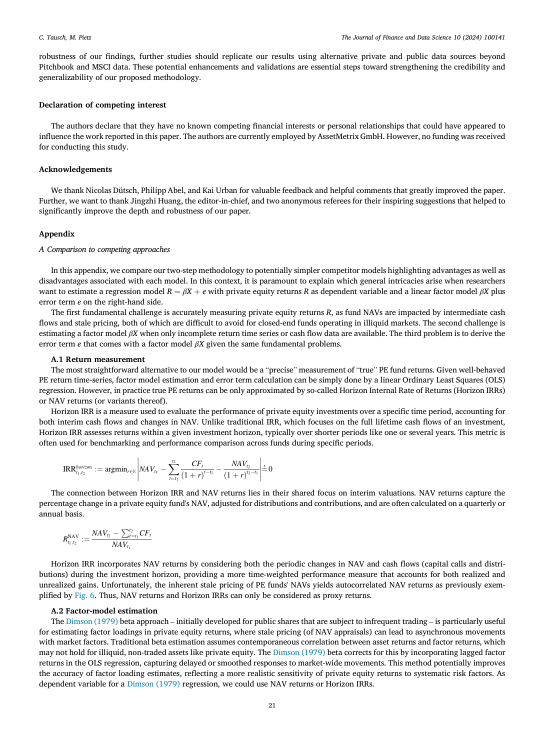 C. Tausch, M. Pietz
The Journal of Finance and Data Science 10 (2024) 100141
robustness of our findings, further studies should replicate our results using alternative private and public data sources beyond
Pitchbook and MSCI data. These potential enhancements and validations are essential steps toward strengthening the credibility and
generalizability of our proposed methodology.
Declaration of competing interest
The authors declare that they have no known competing financial interests or personal relationships that could have appeared to
influence the work reported in this paper. The authors are currently employed by AssetMetrix GmbH. However, no funding was received
for conducting this study.
Acknowledgements
We thank Nicolas Dütsch, Philipp Abel, and Kai Urban for valuable feedback and helpful comments that greatly improved the paper.
Further, we want to thank Jingzhi Huang, the editor-in-chief, and two anonymous referees for their inspiring suggestions that helped to
significantly improve the depth and robustness of our paper.
Appendix
A Comparison to competing approaches
In this appendix, we compare our two-step methodology to potentially simpler competitor models highlighting advantages as well as
disadvantages associated with each model. In this context, it is paramount to explain which general intricacies arise when researchers
want to estimate a regression model R = βX + e with private equity returns R as dependent variable and a linear factor model βX plus
error term e on the right-hand side.
The first fundamental challenge is accurately measuring private equity returns R, as fund NAVs are impacted by intermediate cash
flows and stale pricing, both of which are difficult to avoid for closed-end funds operating in illiquid markets. The second challenge is
estimating a factor model βX when only incomplete return time series or cash flow data are available. The third problem is to derive the
error term e that comes with a factor model βX given the same fundamental problems.
A.1 Return measurement
The most straightforward alternative to our model would be a “precise” measurement of “true” PE fund returns. Given well-behaved
PE return time-series, factor model estimation and error term calculation can be simply done by a linear Ordinary Least Squares (OLS)
regression. However, in practice true PE returns can be only approximated by so-called Horizon Internal Rate of Returns (Horizon IRRs)
or NAV returns (or variants thereof).
Horizon IRR is a measure used to evaluate the performance of private equity investments over a specific time period, accounting for
both interim cash flows and changes in NAV. Unlike traditional IRR, which focuses on the full lifetime cash flows of an investment,
Horizon IRR assesses returns within a given investment horizon, typically over shorter periods like one or several years. This metric is
often used for benchmarking and performance comparison across funds during specific periods.
IRR^{Horizon}_{t_1,t_2} := argmin_{r∈ℝ} |NAV_{t_1} − ∑_{t=t_1}^{t_2} CF_t/(1 + r)^{t−t_1} − NAV_{t_2}/(1 + r)^{t_2−t_1}| ≟ 0
The connection between Horizon IRR and NAV returns lies in their shared focus on interim valuations. NAV returns capture the
percentage change in a private equity fund's NAV, adjusted for distributions and contributions, and are often calculated on a quarterly or
annual basis.
R^{NAV}_{t_1,t_2} := (NAV_{t_2} − ∑_{t=t_1}^{t_2} CF_t)/NAV_{t_1}
Horizon IRR incorporates NAV returns by considering both the periodic changes in NAV and cash flows (capital calls and distri-
butions) during the investment horizon, providing a more time-weighted performance measure that accounts for both realized and
unrealized gains. Unfortunately, the inherent stale pricing of PE funds' NAVs yields autocorrelated NAV returns as previously exem-
plified by Fig. 6. Thus, NAV returns and Horizon IRRs can only be considered as proxy returns.
A.2 Factor-model estimation
The Dimson (1979) beta approach – initially developed for public shares that are subject to infrequent trading – is particularly useful
for estimating factor loadings in private equity returns, where stale pricing (of NAV appraisals) can lead to asynchronous movements
with market factors. Traditional beta estimation assumes contemporaneous correlation between asset returns and factor returns, which
may not hold for illiquid, non-traded assets like private equity. The Dimson (1979) beta corrects for this by incorporating lagged factor
returns in the OLS regression, capturing delayed or smoothed responses to market-wide movements. This method potentially improves
the accuracy of factor loading estimates, reflecting a more realistic sensitivity of private equity returns to systematic risk factors. As
dependent variable for a Dimson (1979) regression, we could use NAV returns or Horizon IRRs.
21